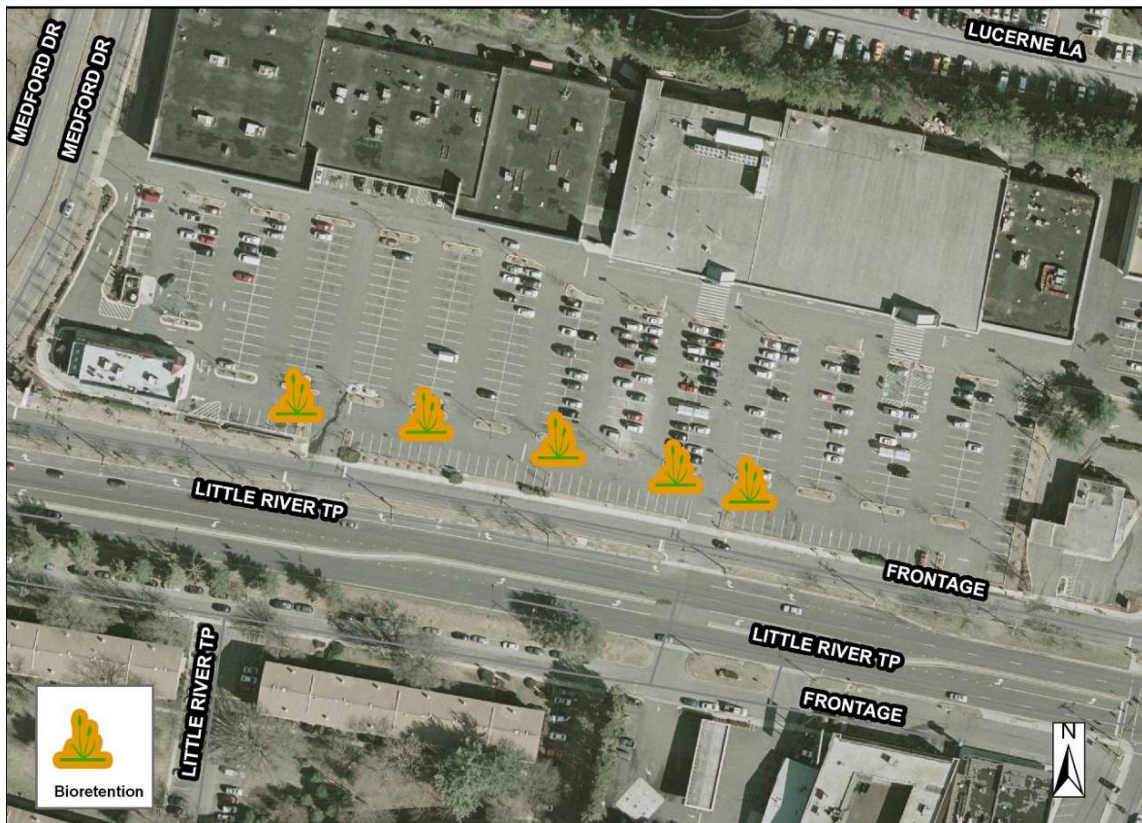 LUCERNE LA
MEDFORD DR
MEDFORD DR
LITTLE RIVER TP
FRONTAGE
LITTLE RIVER TP
LITTLE RIVER TP
FRONTAGE
Bioretention
N